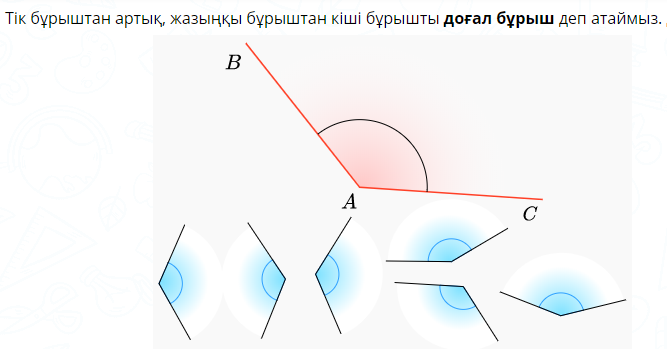 Тік бұрыштан артық, жазыңқы бұрыштан кіші бұрышты доғал бұрыш деп атаймыз.
B
A
C